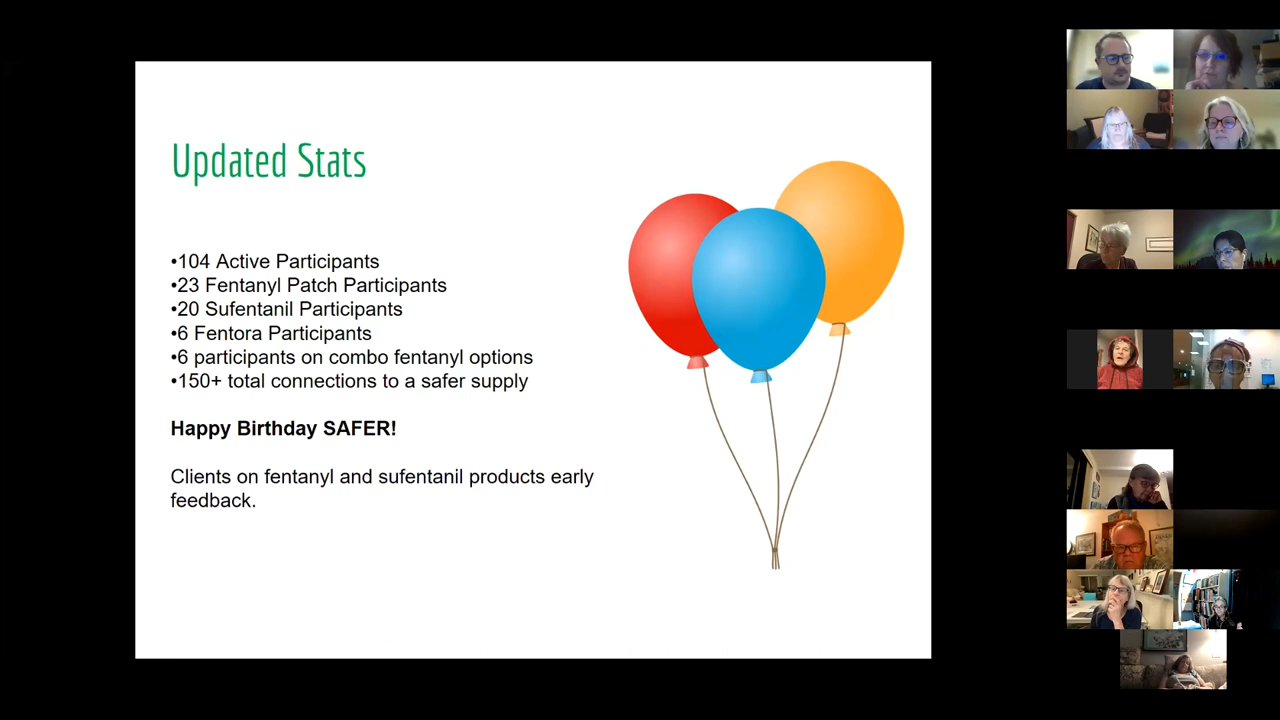 Updated Stats
•104 Active Participants
•23 Fentanyl Patch Participants
•20 Sufentanil Participants
•6 Fentora Participants
•6 participants on combo fentanyl options
•150+ total connections to a safer supply
Happy Birthday SAFER!
Clients on fentanyl and sufentanil products early
feedback.